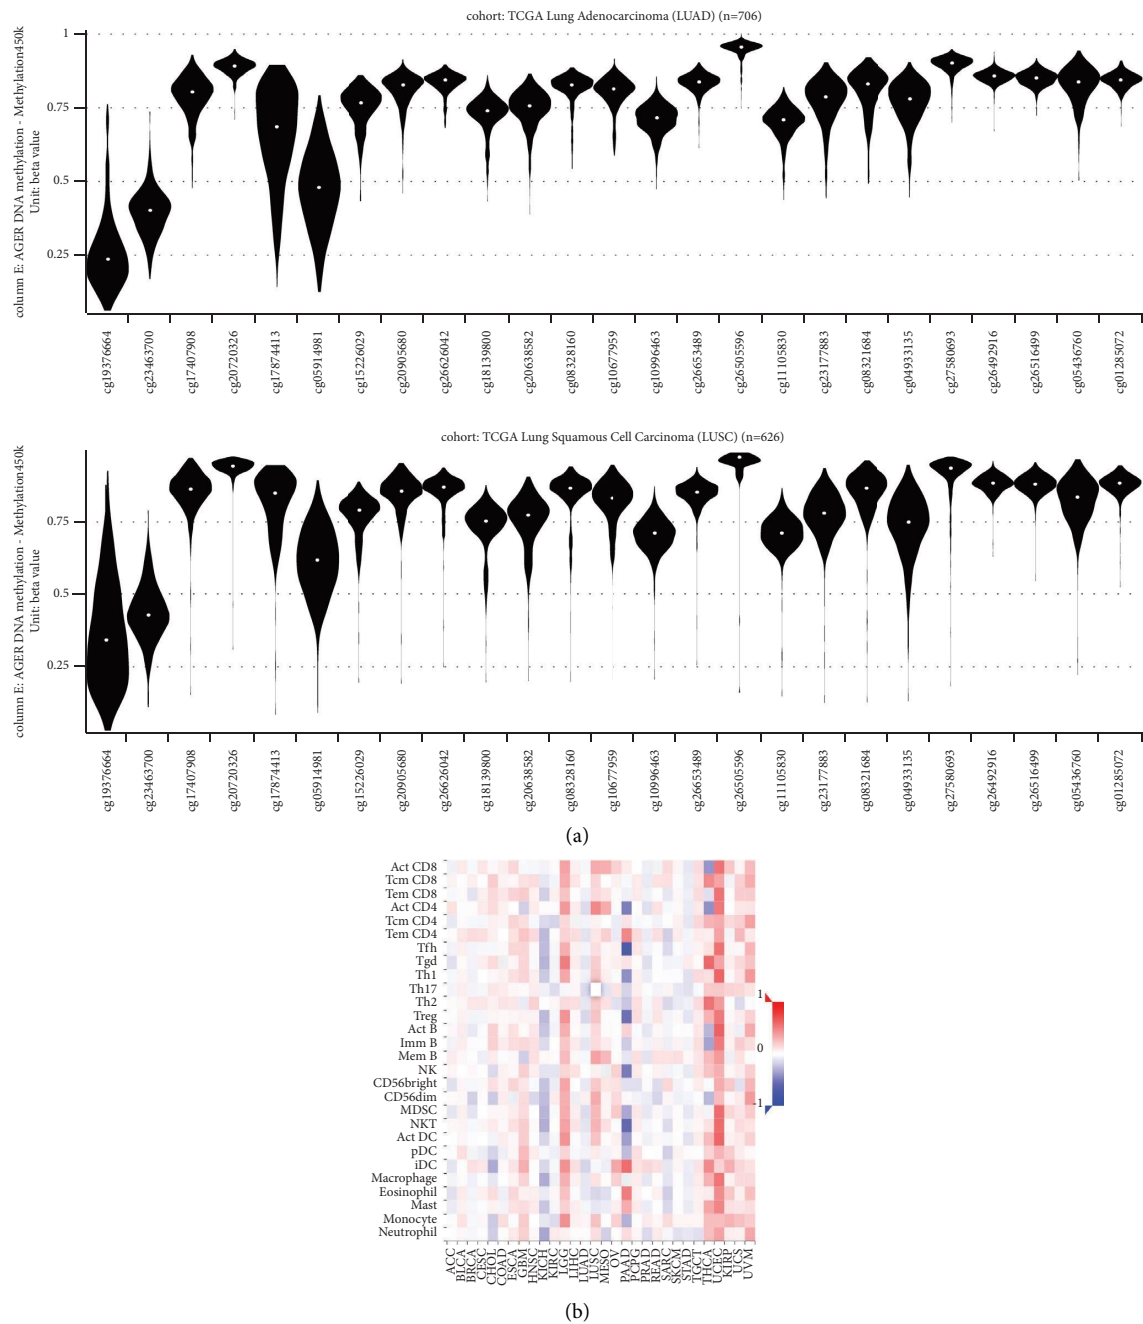 cohort: TCGA Lung Adenocarcinoma (LUAD) (n=706)
column E: AGER DNA methylation - Methylation450k
Unit: beta value
1
0.75
0.5
0.25
cg19376664
cg23463700
cg17407908
cg20720326
cg17874413
cg05914981
cg15226029
cg20905680
cg26626042
cg18139800
cg20638582
cg08328160
cg10677959
cg10996463
cg26653489
cg26505596
cg11105830
cg23177883
cg08321684
cg04933135
cg27580693
cg26492916
cg26516499
cg05436760
cg01285072
cohort: TCGA Lung Squamous Cell Carcinoma (LUSC) (n=626)
column E: AGER DNA methylation - Methylation450k
Unit: beta value
0.75
0.5
0.25
cg19376664
cg23463700
cg17407908
cg20720326
cg17874413
cg05914981
cg15226029
cg20905680
cg26626042
cg18139800
cg20638582
cg08328160
cg10677959
cg10996463
cg26653489
cg26505596
cg11105830
cg23177883
cg08321684
cg04933135
cg27580693
cg26492916
cg26516499
cg05436760
cg01285072
(a)
Act CD8
Tcm CD8
Tem CD8
Act CD4
Tcm CD4
Tem CD4
Tfh
Tgd
Th1
Th17
Th2
Treg
Act B
Imm B
Mem B
NK
CD56bright
CD56dim
MDSC
NKT
Act DC
pDC
iDC
Macrophage
Eosinophil
Mast
Monocyte
Neutrophil
1
0
-1
ACC
BLCA
BRCA
CESC
CHOL
COAD
ESCA
GBM
HNSC
KICH
KIRC
LGG
LIHC
LUAD
LUSC
MESO
OV
PAAD
PCPG
PRAD
READ
SARC
SKCM
STAD
TGCT
THCA
UCEC
KIRP
UCS
UVM
(b)